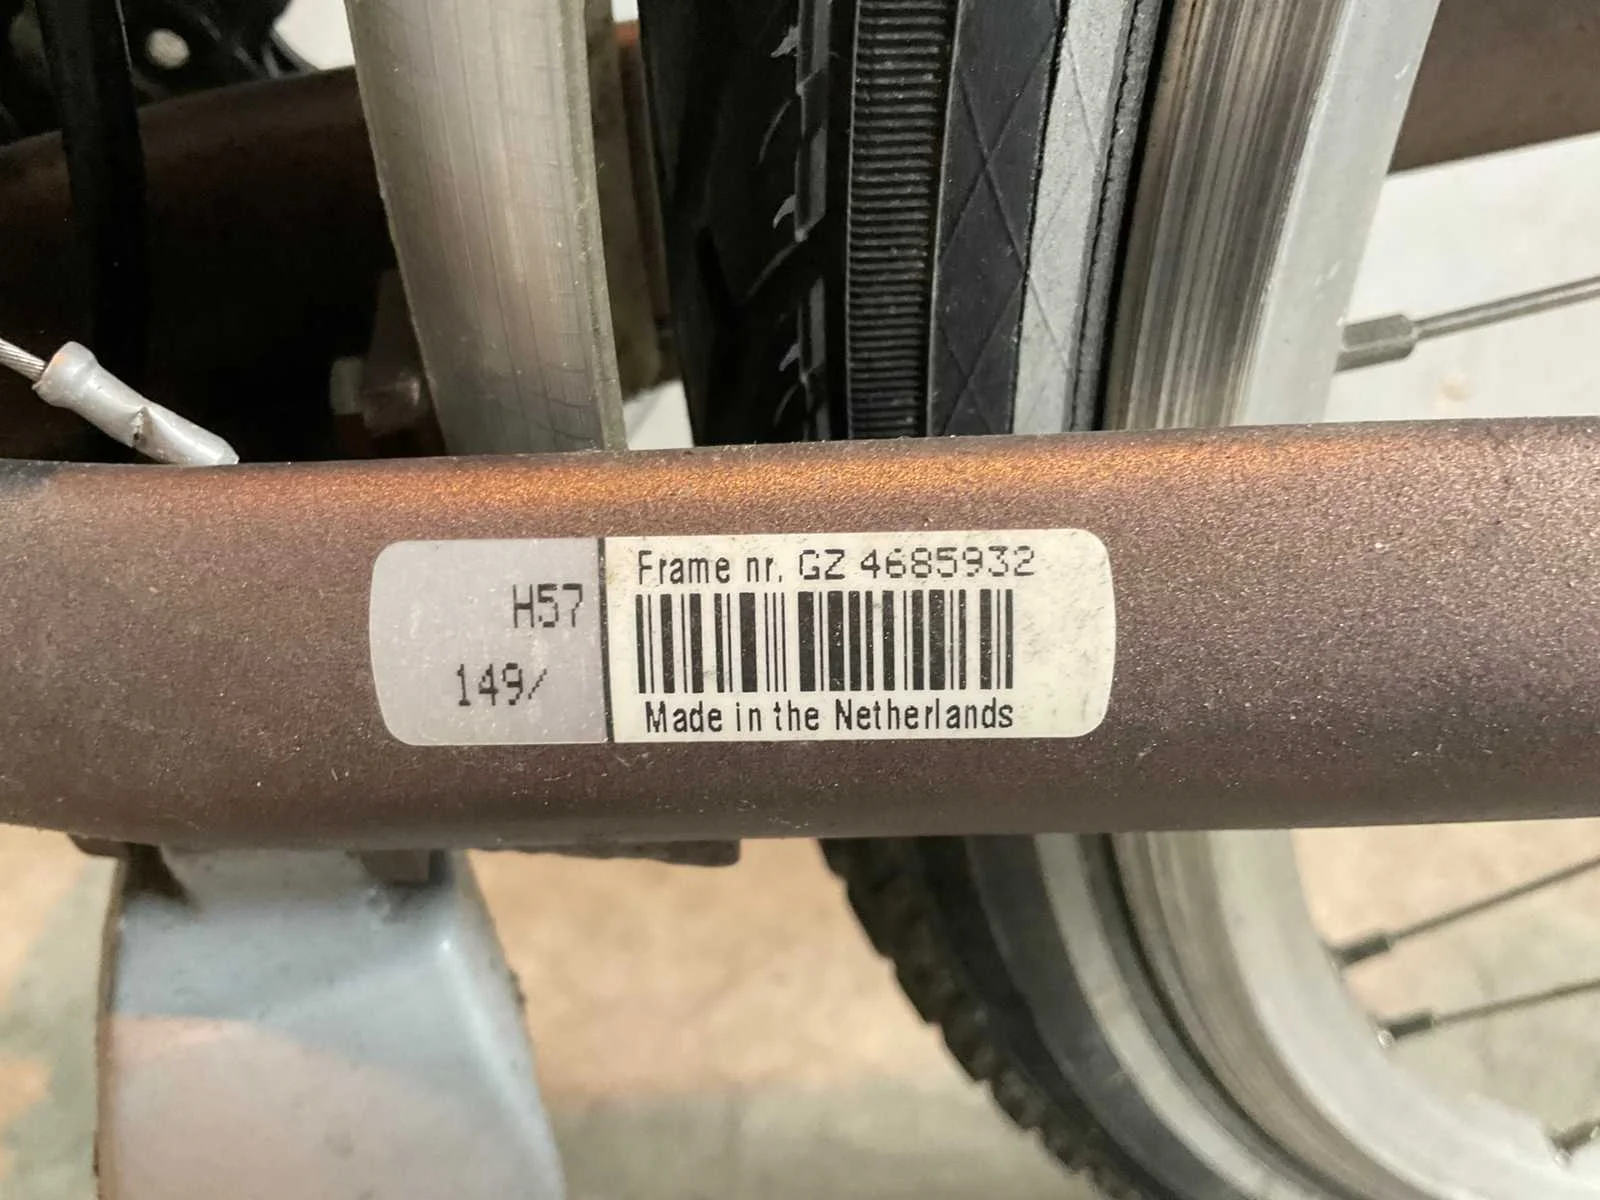 H57
149/
Frame nr. GZ 4685932
Made in the Netherlands